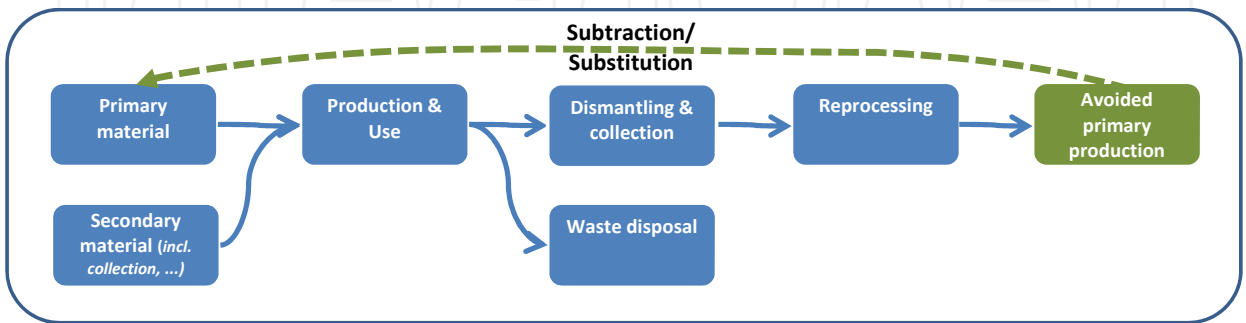 Subtraction/
Substitution
Primary
material
Production &
Use
Dismantling &
collection
Reprocessing
Avoided
primary
production
Secondary
material (incl.
collection, ...)
Waste disposal